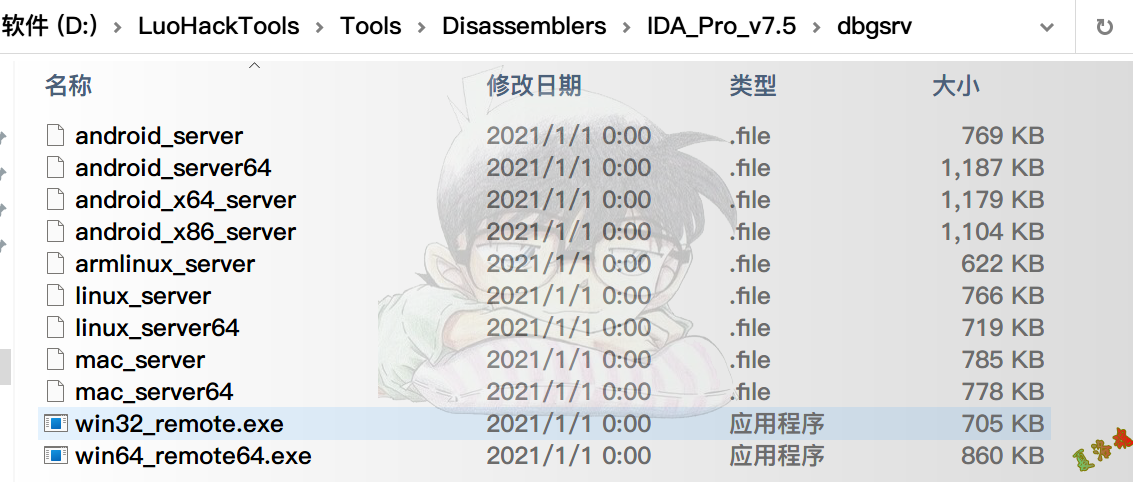 软件 (D:) › LuoHackTools › Tools › Disassemblers › IDA_Pro_v7.5 › dbgsrv
名称 修改日期 类型 大小
android_server 2021/1/1 0:00 .file 769 KB
android_server64 2021/1/1 0:00 .file 1,187 KB
android_x64_server 2021/1/1 0:00 .file 1,179 KB
android_x86_server 2021/1/1 0:00 .file 1,104 KB
armlinux_server 2021/1/1 0:00 .file 622 KB
linux_server 2021/1/1 0:00 .file 766 KB
linux_server64 2021/1/1 0:00 .file 719 KB
mac_server 2021/1/1 0:00 .file 785 KB
mac_server64 2021/1/1 0:00 .file 778 KB
win32_remote.exe 2021/1/1 0:00 应用程序 705 KB
win64_remote64.exe 2021/1/1 0:00 应用程序 860 KB